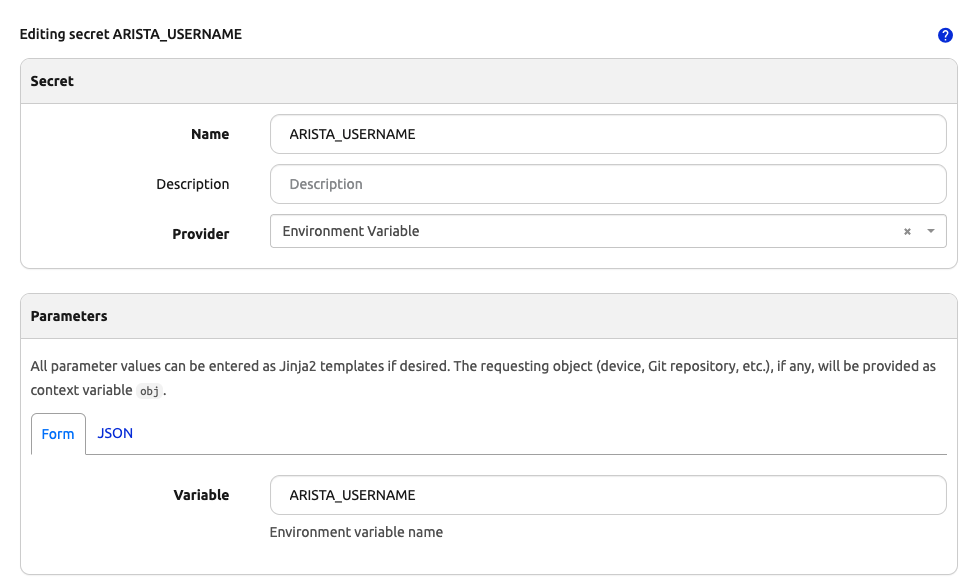 Editing secret ARISTA_USERNAME
?
Secret
Name
ARISTA_USERNAME
Description
Description
Provider
Environment Variable
×
Parameters
All parameter values can be entered as Jinja2 templates if desired. The requesting object (device, Git repository, etc.), if any, will be provided as
context variable obj.
Form
JSON
Variable
ARISTA_USERNAME
Environment variable name